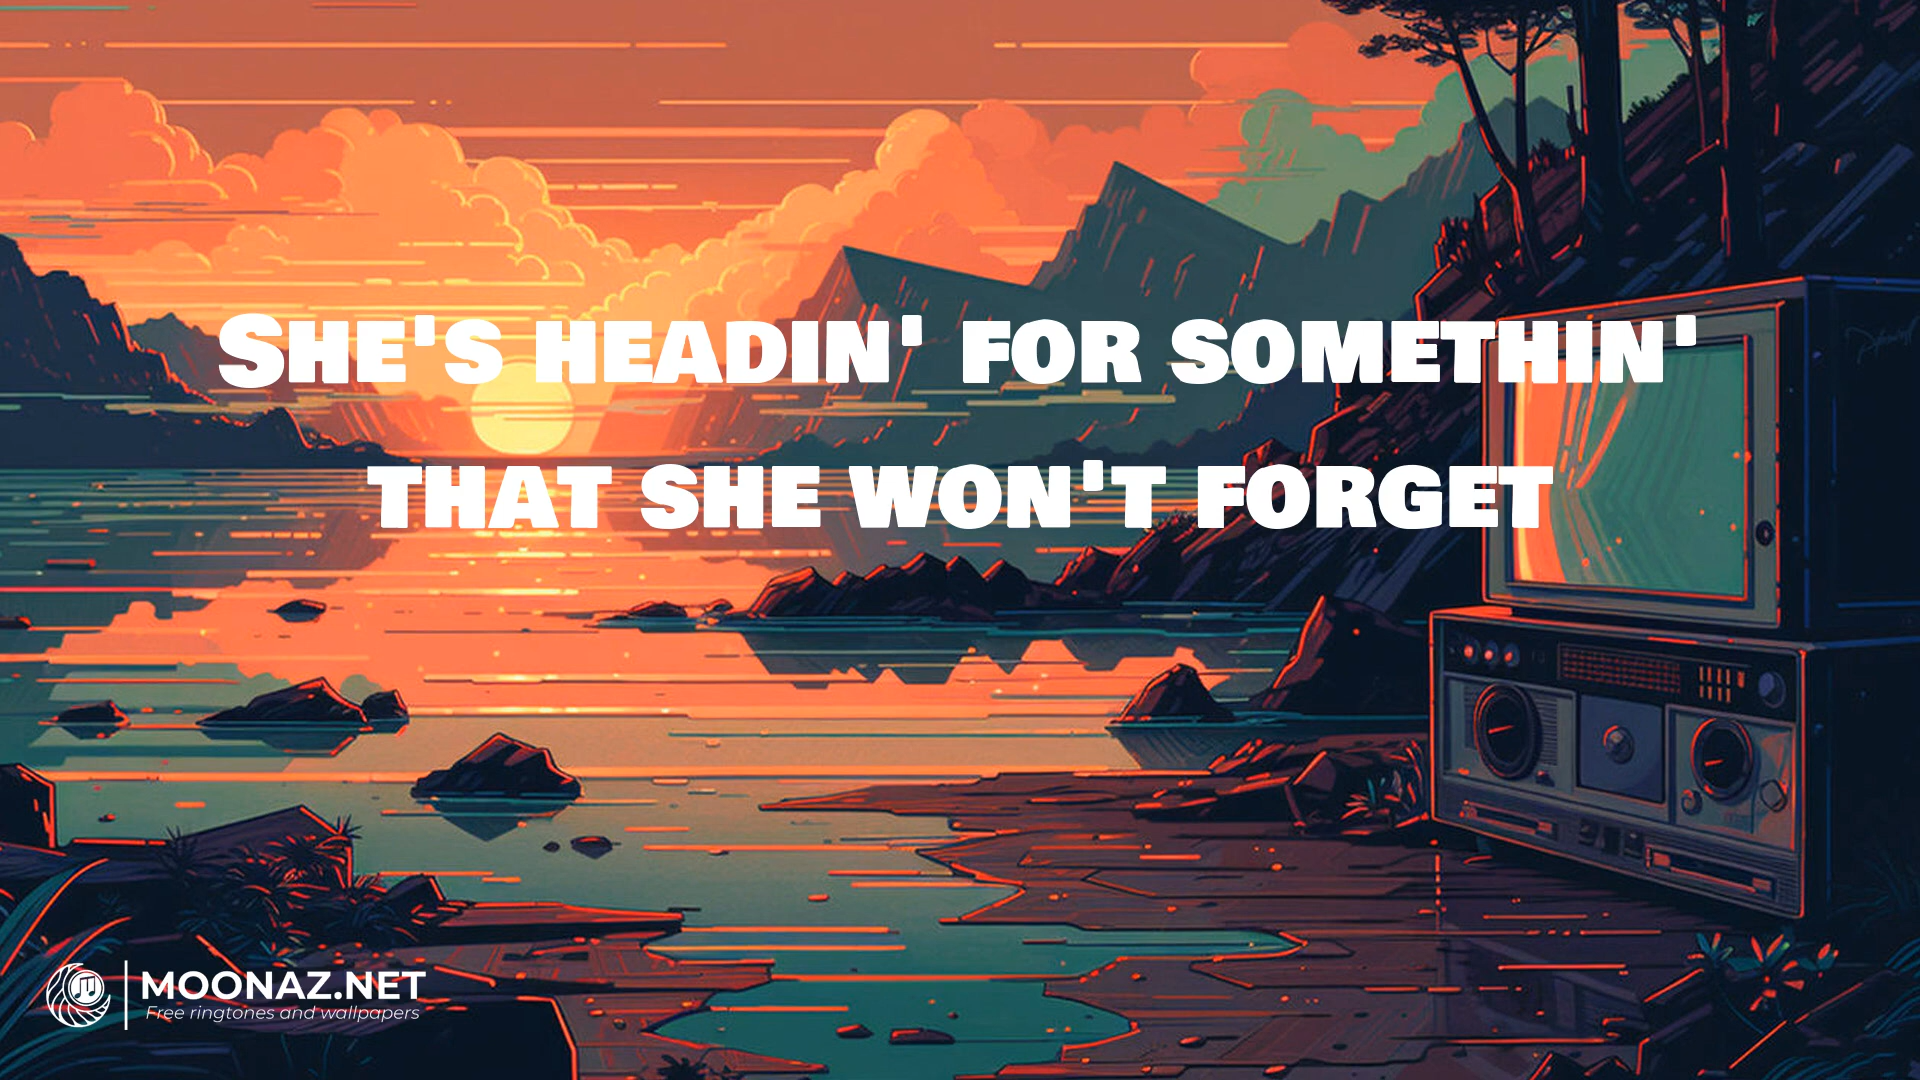 She's headin' for somethin'
that she won't forget
MOONAZ.NET
Free ringtones and wallpapers